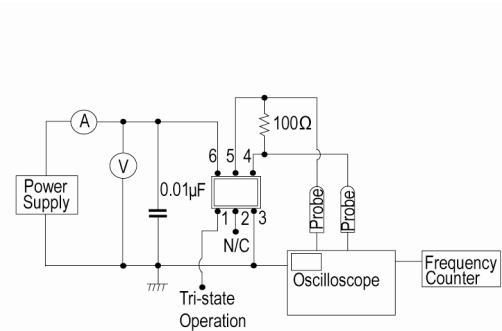 A
100Ω
6 5 4
V
Power
Supply
0.01µF
1 2 3
N/C
Probe
Probe
Oscilloscope
Frequency
Counter
Tri-state
Operation